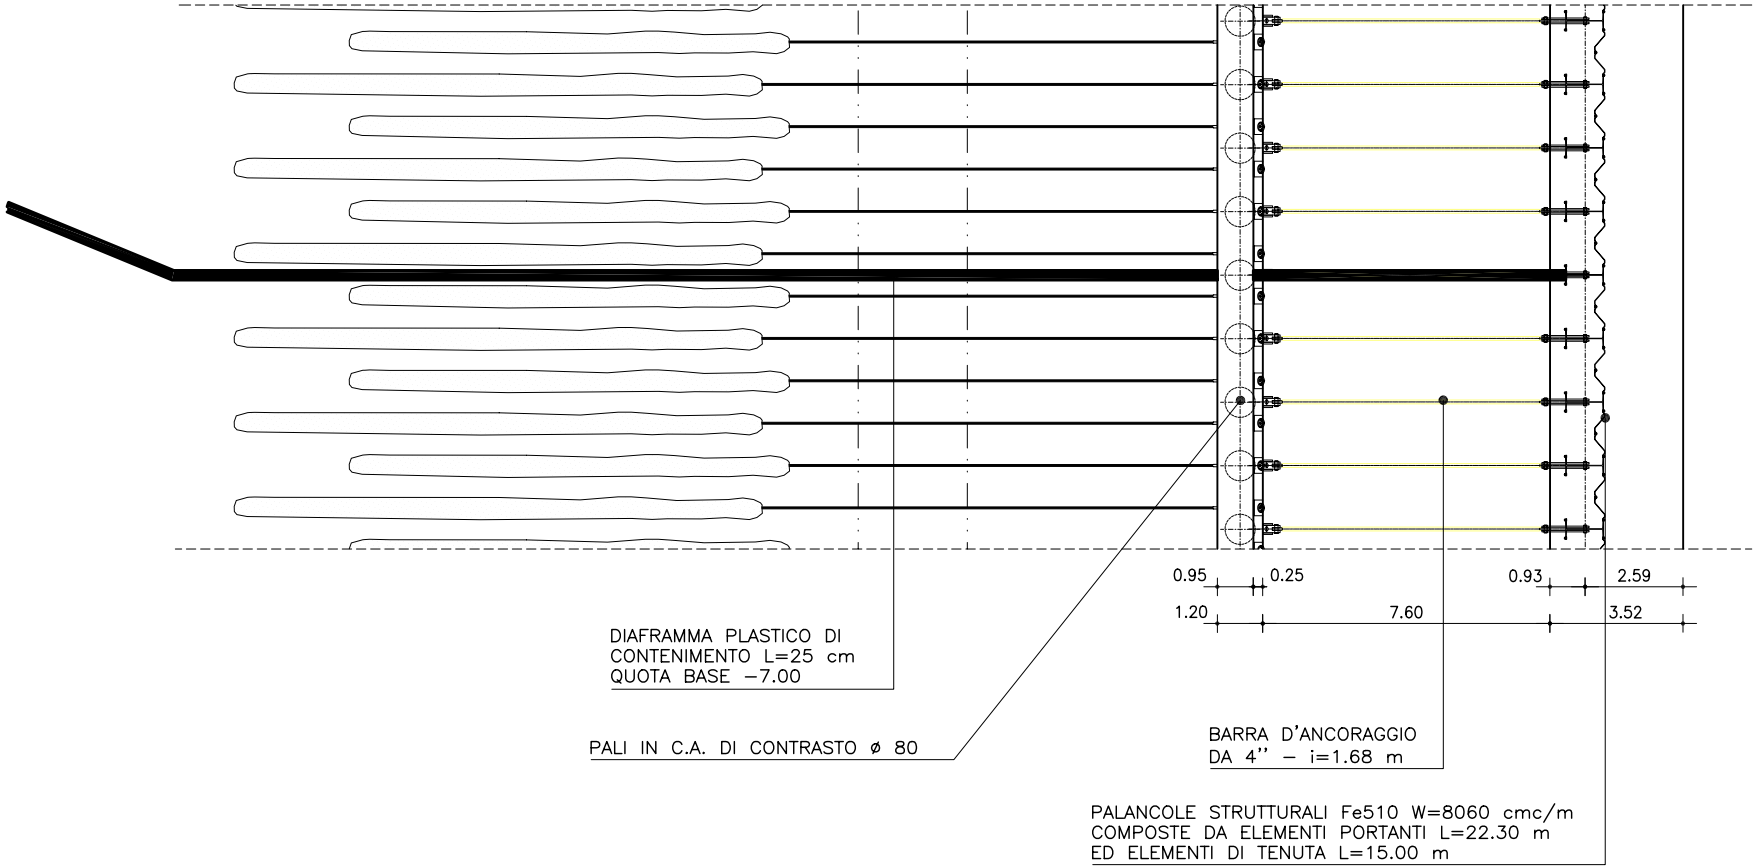 0.95
0.25
0.93
2.59
1.20
7.60
3.52
DIAFRAMMA PLASTICO DI
CONTENIMENTO L=25 cm
QUOTA BASE −7.00
PALI IN C.A. DI CONTRASTO ø 80
BARRA D'ANCORAGGIO
DA 4'' − i=1.68 m
PALANCOLE STRUTTURALI Fe510 W=8060 cmc/m
COMPOSTE DA ELEMENTI PORTANTI L=22.30 m
ED ELEMENTI DI TENUTA L=15.00 m